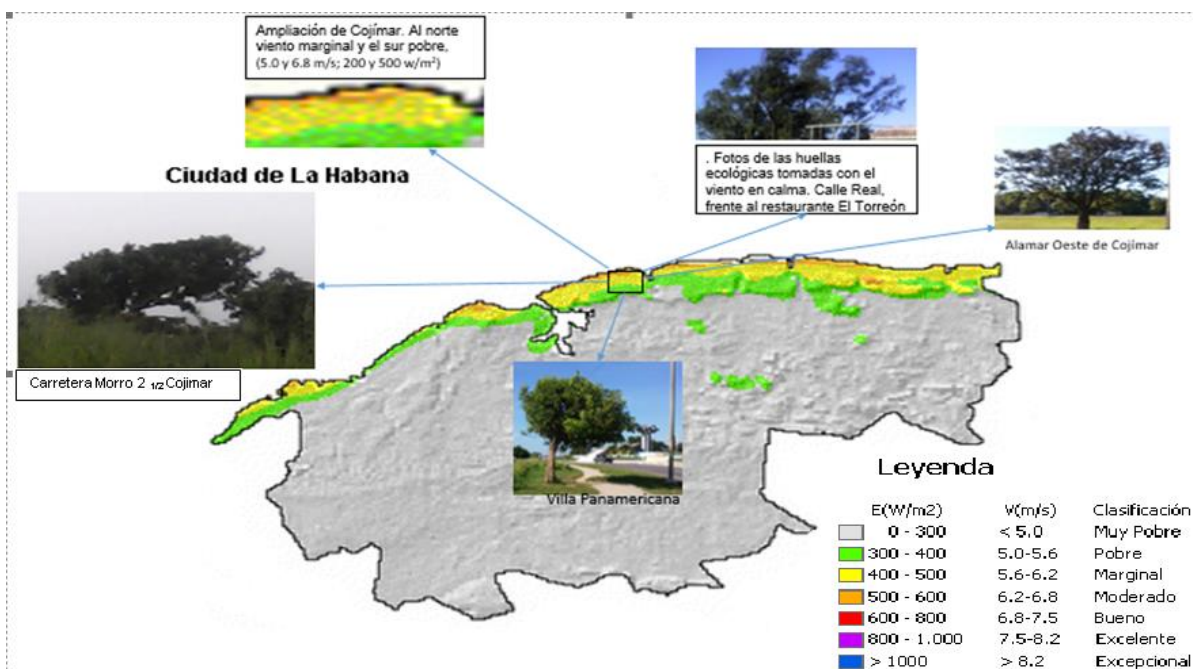 Ampliación de Cojímar. Al norte
viento marginal y el sur pobre,
(5.0 y 6.8 m/s; 200 y 500 w/m²)
Ciudad de La Habana
. Fotos de las huellas
ecológicas tomadas con el
viento en calma. Calle Real,
frente al restaurante El Torreón
Alamar Oeste de Cojímar
Carretera Morro 2 1/2 Cojimar
Villa Panamericana
Leyenda
E(W/m2) V(m/s) Clasificación
0 - 300 < 5.0 Muy Pobre
300 - 400 5.0-5.6 Pobre
400 - 500 5.6-6.2 Marginal
500 - 600 6.2-6.8 Moderado
600 - 800 6.8-7.5 Bueno
800 - 1.000 7.5-8.2 Excelente
> 1000 > 8.2 Excepcional